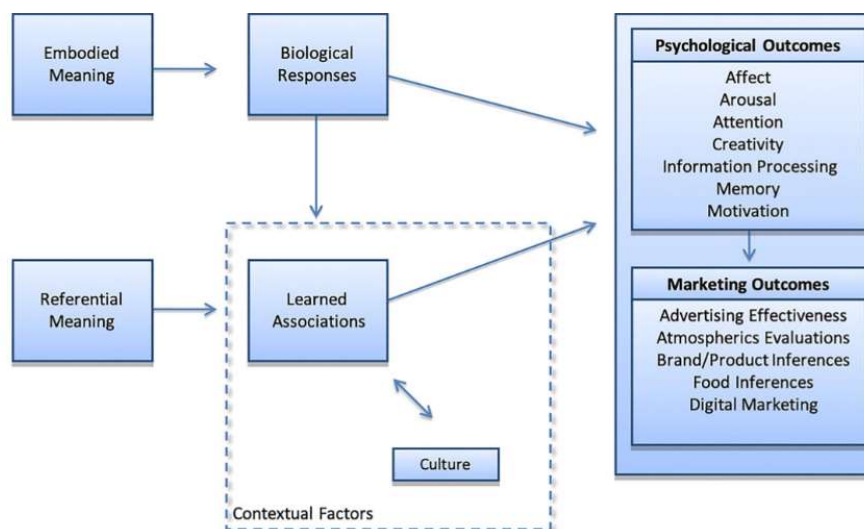 Embodied
Meaning
Biological
Responses
Psychological Outcomes
Affect
Arousal
Attention
Creativity
Information Processing
Memory
Motivation
Referential
Meaning
Learned
Associations
Culture
Contextual Factors
Marketing Outcomes
Advertising Effectiveness
Atmospherics Evaluations
Brand/Product Inferences
Food Inferences
Digital Marketing